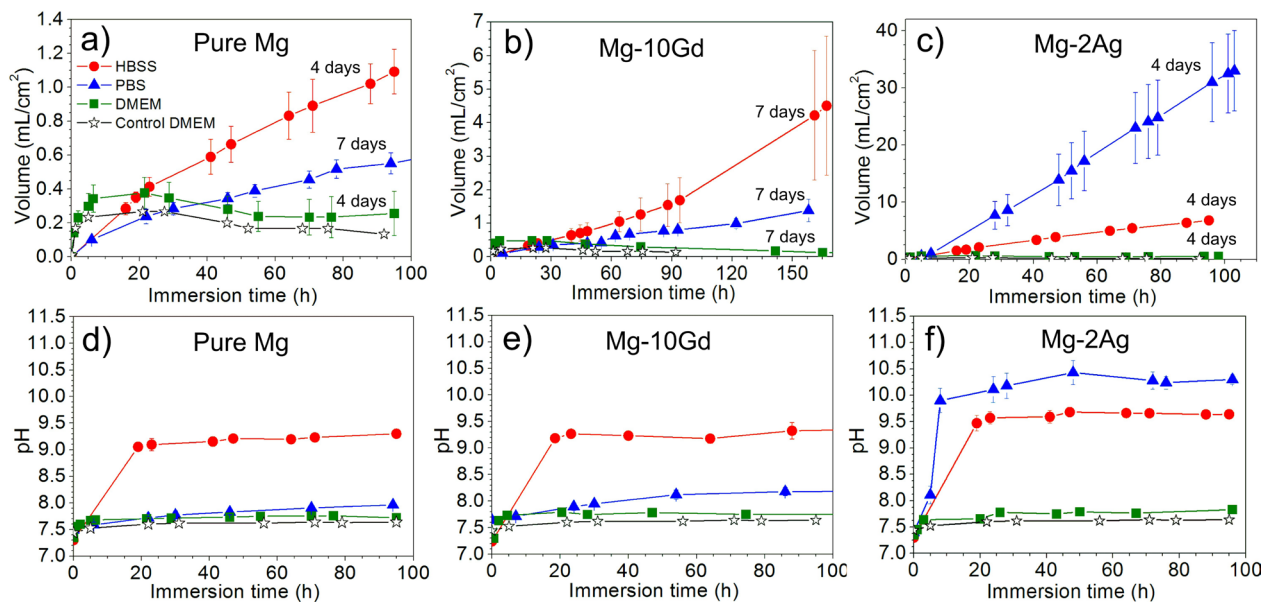 a) Pure Mg
HBSS
PBS
DMEM
Control DMEM
4 days
7 days
4 days
Volume (mL/cm²)
1.4
1.2
1.0
0.8
0.6
0.4
0.2
0.0
0 20 40 60 80 100
Immersion time (h)
b) Mg-10Gd
7 days
7 days
7 days
Volume (mL/cm²)
7
6
5
4
3
2
1
0
0 30 60 90 120 150
Immersion time (h)
c) Mg-2Ag
4 days
4 days
4 days
Volume (mL/cm²)
40
30
20
10
0
0 20 40 60 80 100
Immersion time (h)
d) Pure Mg
pH
11.5
11.0
10.5
10.0
9.5
9.0
8.5
8.0
7.5
7.0
0 20 40 60 80 100
Immersion time (h)
e) Mg-10Gd
pH
11.5
11.0
10.5
10.0
9.5
9.0
8.5
8.0
7.5
7.0
0 20 40 60 80 100
Immersion time (h)
f) Mg-2Ag
pH
11.5
11.0
10.5
10.0
9.5
9.0
8.5
8.0
7.5
7.0
0 20 40 60 80 100
Immersion time (h)